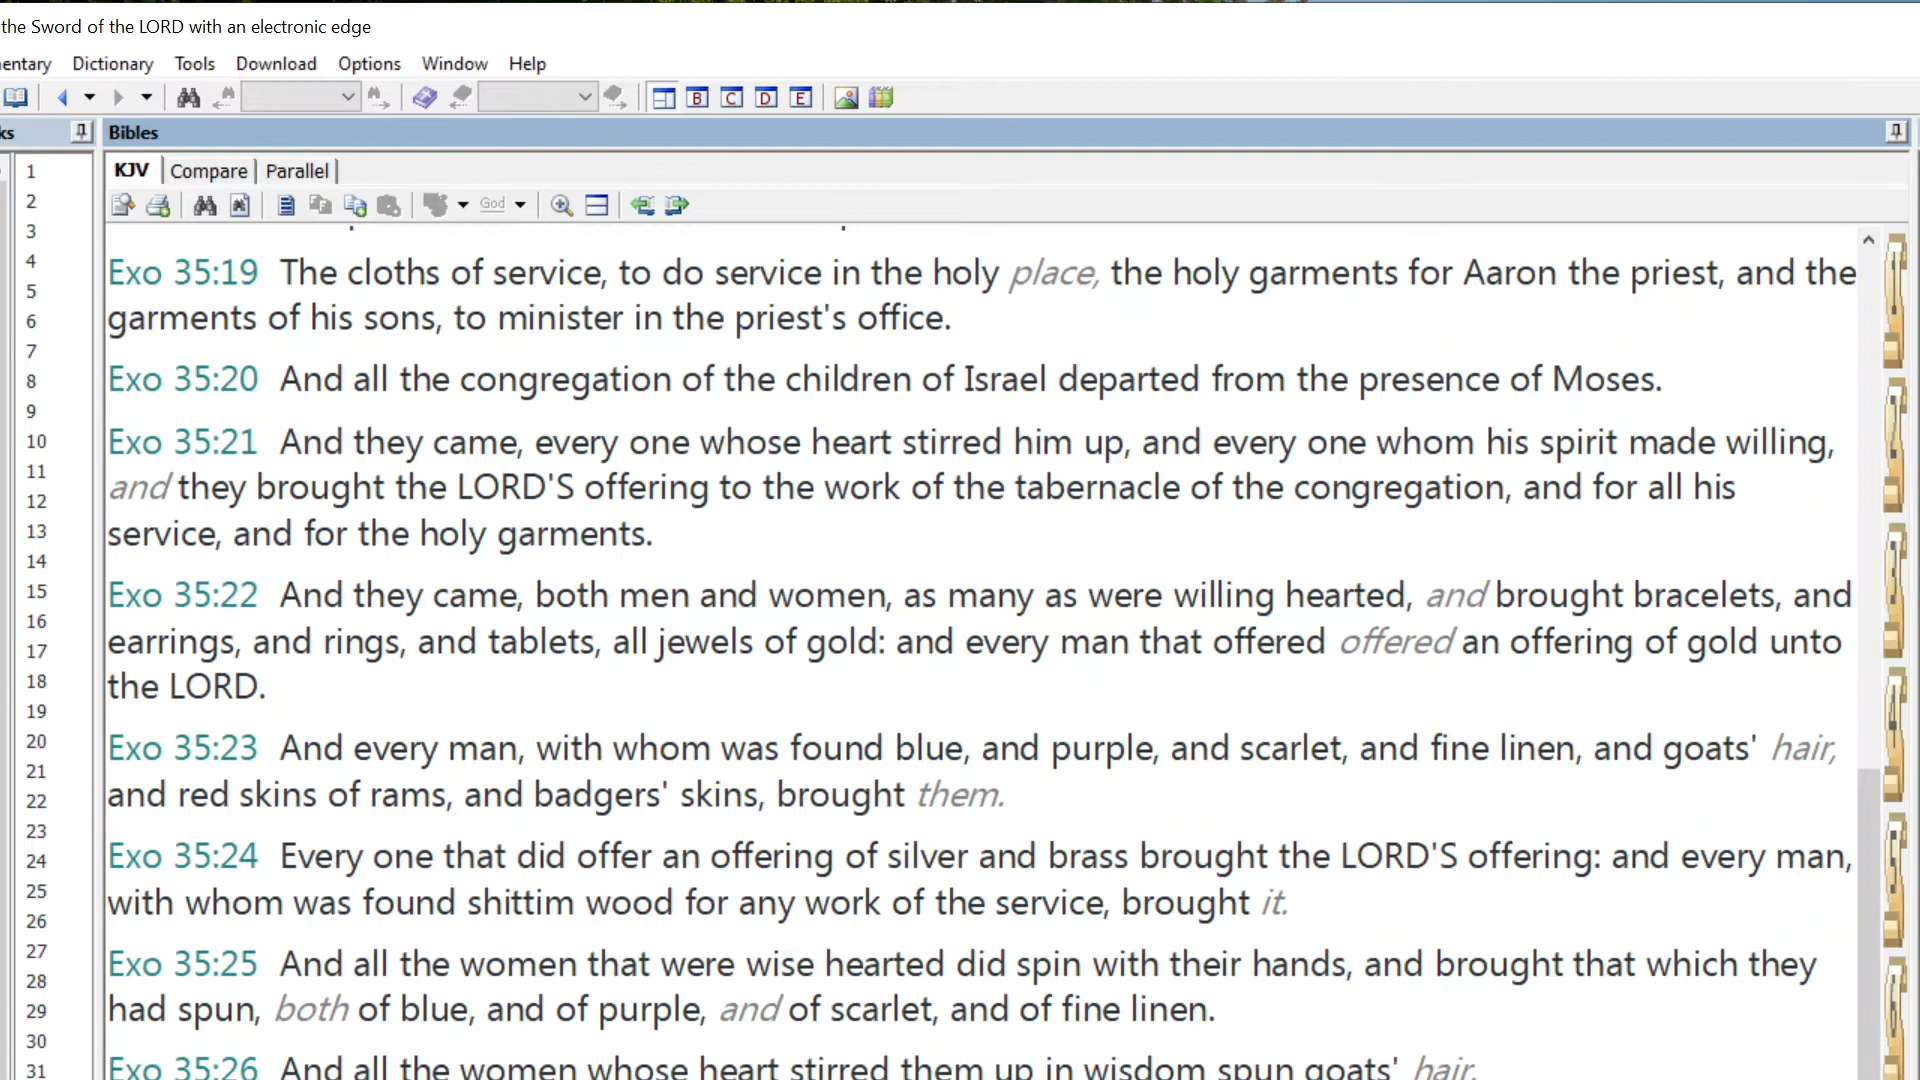 the Sword of the LORD with an electronic edge
entary Dictionary Tools Download Options Window Help
B C D E
ks Bibles
KJV Compare Parallel
God
1
2
3
4
5
6
7
8
9
10
11
12
13
14
15
16
17
18
19
20
21
22
23
24
25
26
27
28
29
30
31
Exo 35:19 The cloths of service, to do service in the holy place, the holy garments for Aaron the priest, and the
garments of his sons, to minister in the priest's office.
Exo 35:20 And all the congregation of the children of Israel departed from the presence of Moses.
Exo 35:21 And they came, every one whose heart stirred him up, and every one whom his spirit made willing,
and they brought the LORD'S offering to the work of the tabernacle of the congregation, and for all his
service, and for the holy garments.
Exo 35:22 And they came, both men and women, as many as were willing hearted, and brought bracelets, and
earrings, and rings, and tablets, all jewels of gold: and every man that offered offered an offering of gold unto
the LORD.
Exo 35:23 And every man, with whom was found blue, and purple, and scarlet, and fine linen, and goats' hair,
and red skins of rams, and badgers' skins, brought them.
Exo 35:24 Every one that did offer an offering of silver and brass brought the LORD'S offering: and every man,
with whom was found shittim wood for any work of the service, brought it.
Exo 35:25 And all the women that were wise hearted did spin with their hands, and brought that which they
had spun, both of blue, and of purple, and of scarlet, and of fine linen.
Exo 35:26 And all the women whose heart stirred them up in wisdom spun goats' hair.